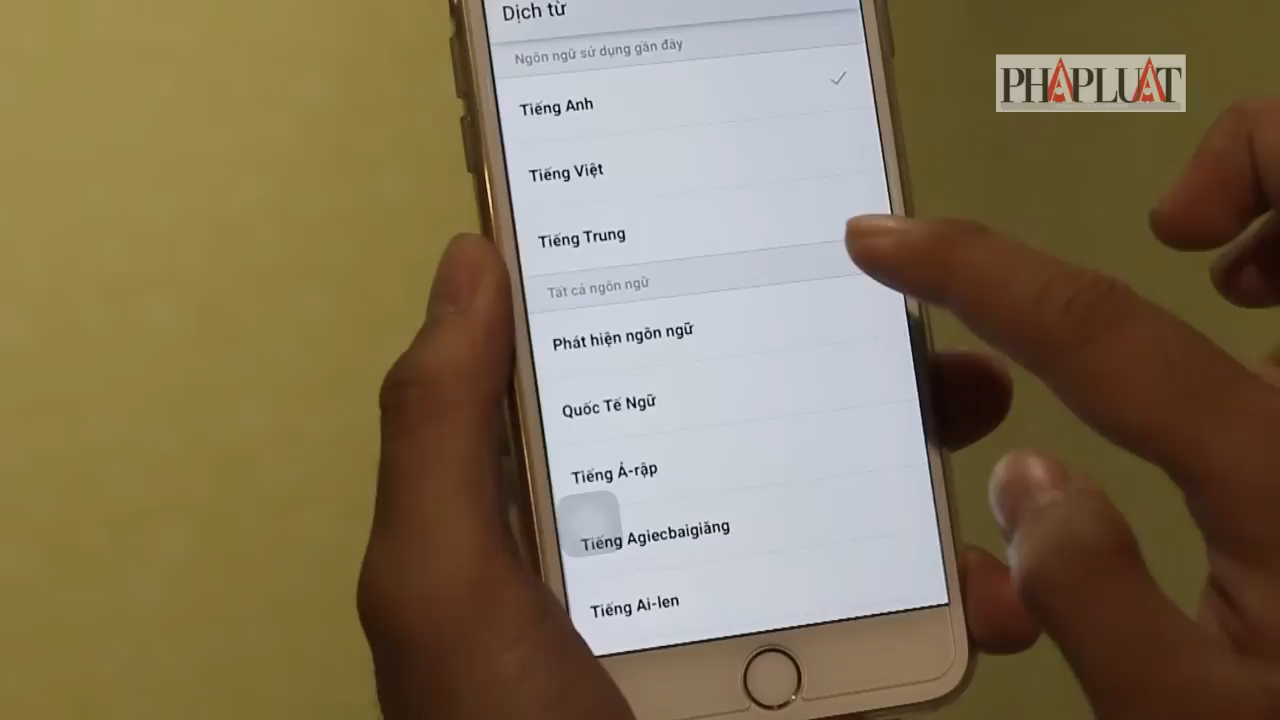 Dịch từ
Ngôn ngữ sử dụng gần đây
Tiếng Anh
Tiếng Việt
Tiếng Trung
Tất cả ngôn ngữ
Phát hiện ngôn ngữ
Quốc Tế Ngữ
Tiếng Ả-rập
Tiếng Agiecbaigiăng
Tiếng Ai-len
PHÁPLUẬT